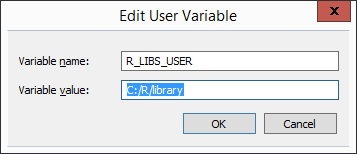 Edit User Variable
x
Variable name:
R_LIBS_USER
Variable value:
C:/R/library
OK
Cancel